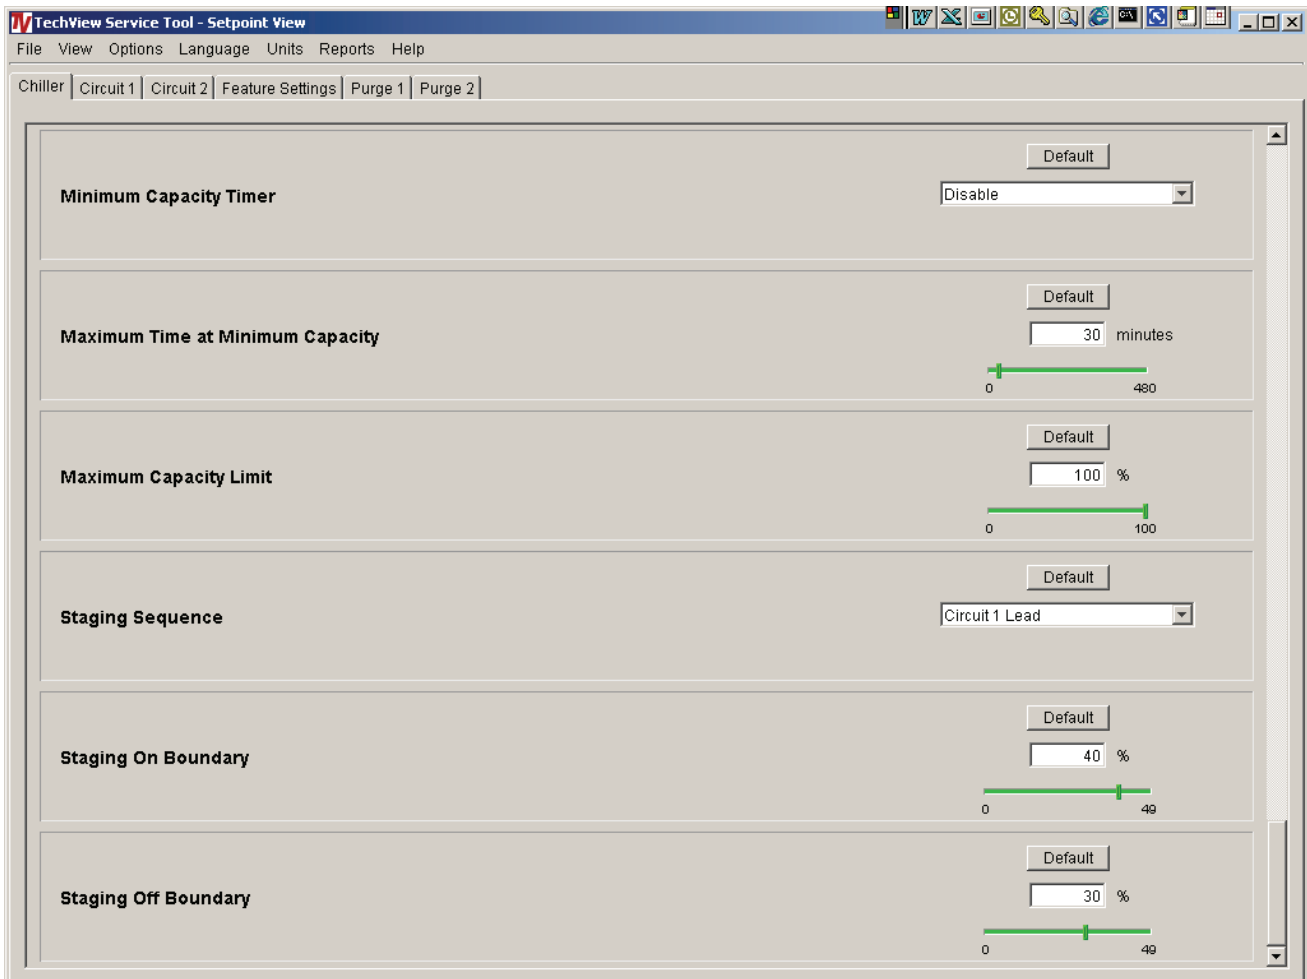 TechView Service Tool - Setpoint View
File View Options Language Units Reports Help
Chiller Circuit 1 Circuit 2 Feature Settings Purge 1 Purge 2
Default
Minimum Capacity Timer
Disable
Default
Maximum Time at Minimum Capacity
30 minutes
0 480
Default
Maximum Capacity Limit
100 %
0 100
Default
Staging Sequence
Circuit 1 Lead
Default
Staging On Boundary
40 %
0 49
Default
Staging Off Boundary
30 %
0 49